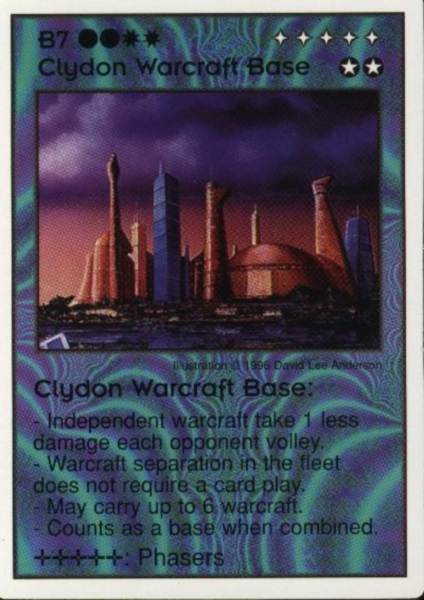 B7
Clydon Warcraft Base
Illustration © 1996 David Lee Anderson
Clydon Warcraft Base:
- Independent warcraft take 1 less
damage each opponent volley.
- Warcraft separation in the fleet
does not require a card play.
- May carry up to 6 warcraft.
- Counts as a base when combined.
✛✛✛✛✛: Phasers